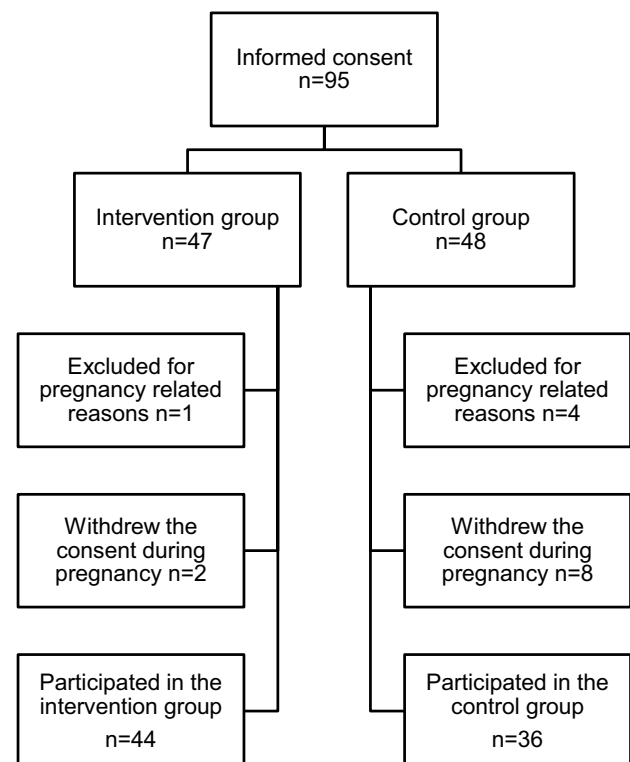 Informed consent
n=95
Intervention group
n=47
Control group
n=48
Excluded for
pregnancy related
reasons n=1
Excluded for
pregnancy related
reasons n=4
Withdrew the
consent during
pregnancy n=2
Withdrew the
consent during
pregnancy n=8
Participated in the
intervention group
n=44
Participated in the
control group
n=36